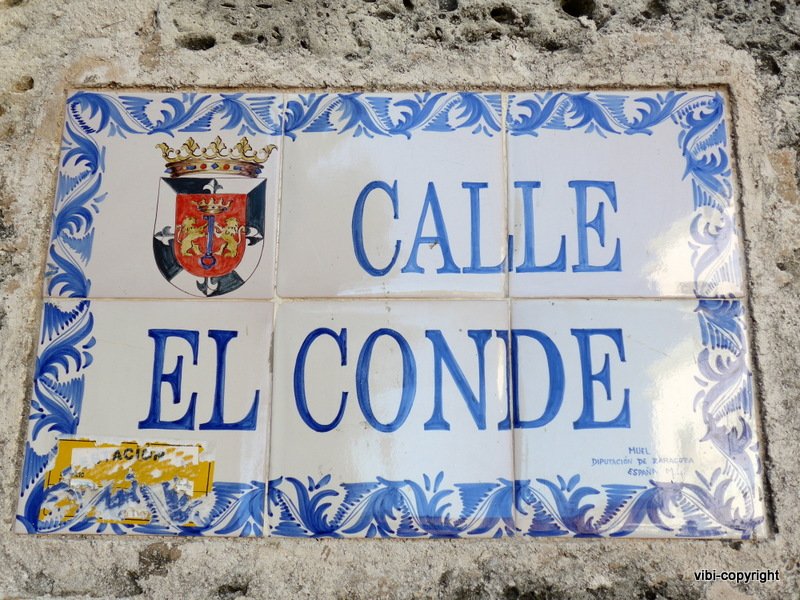 CALLE
EL CONDE
MUEL
DIPUTACIÓN DE ZARAGOZA
ESPAÑA
vibi-copyright